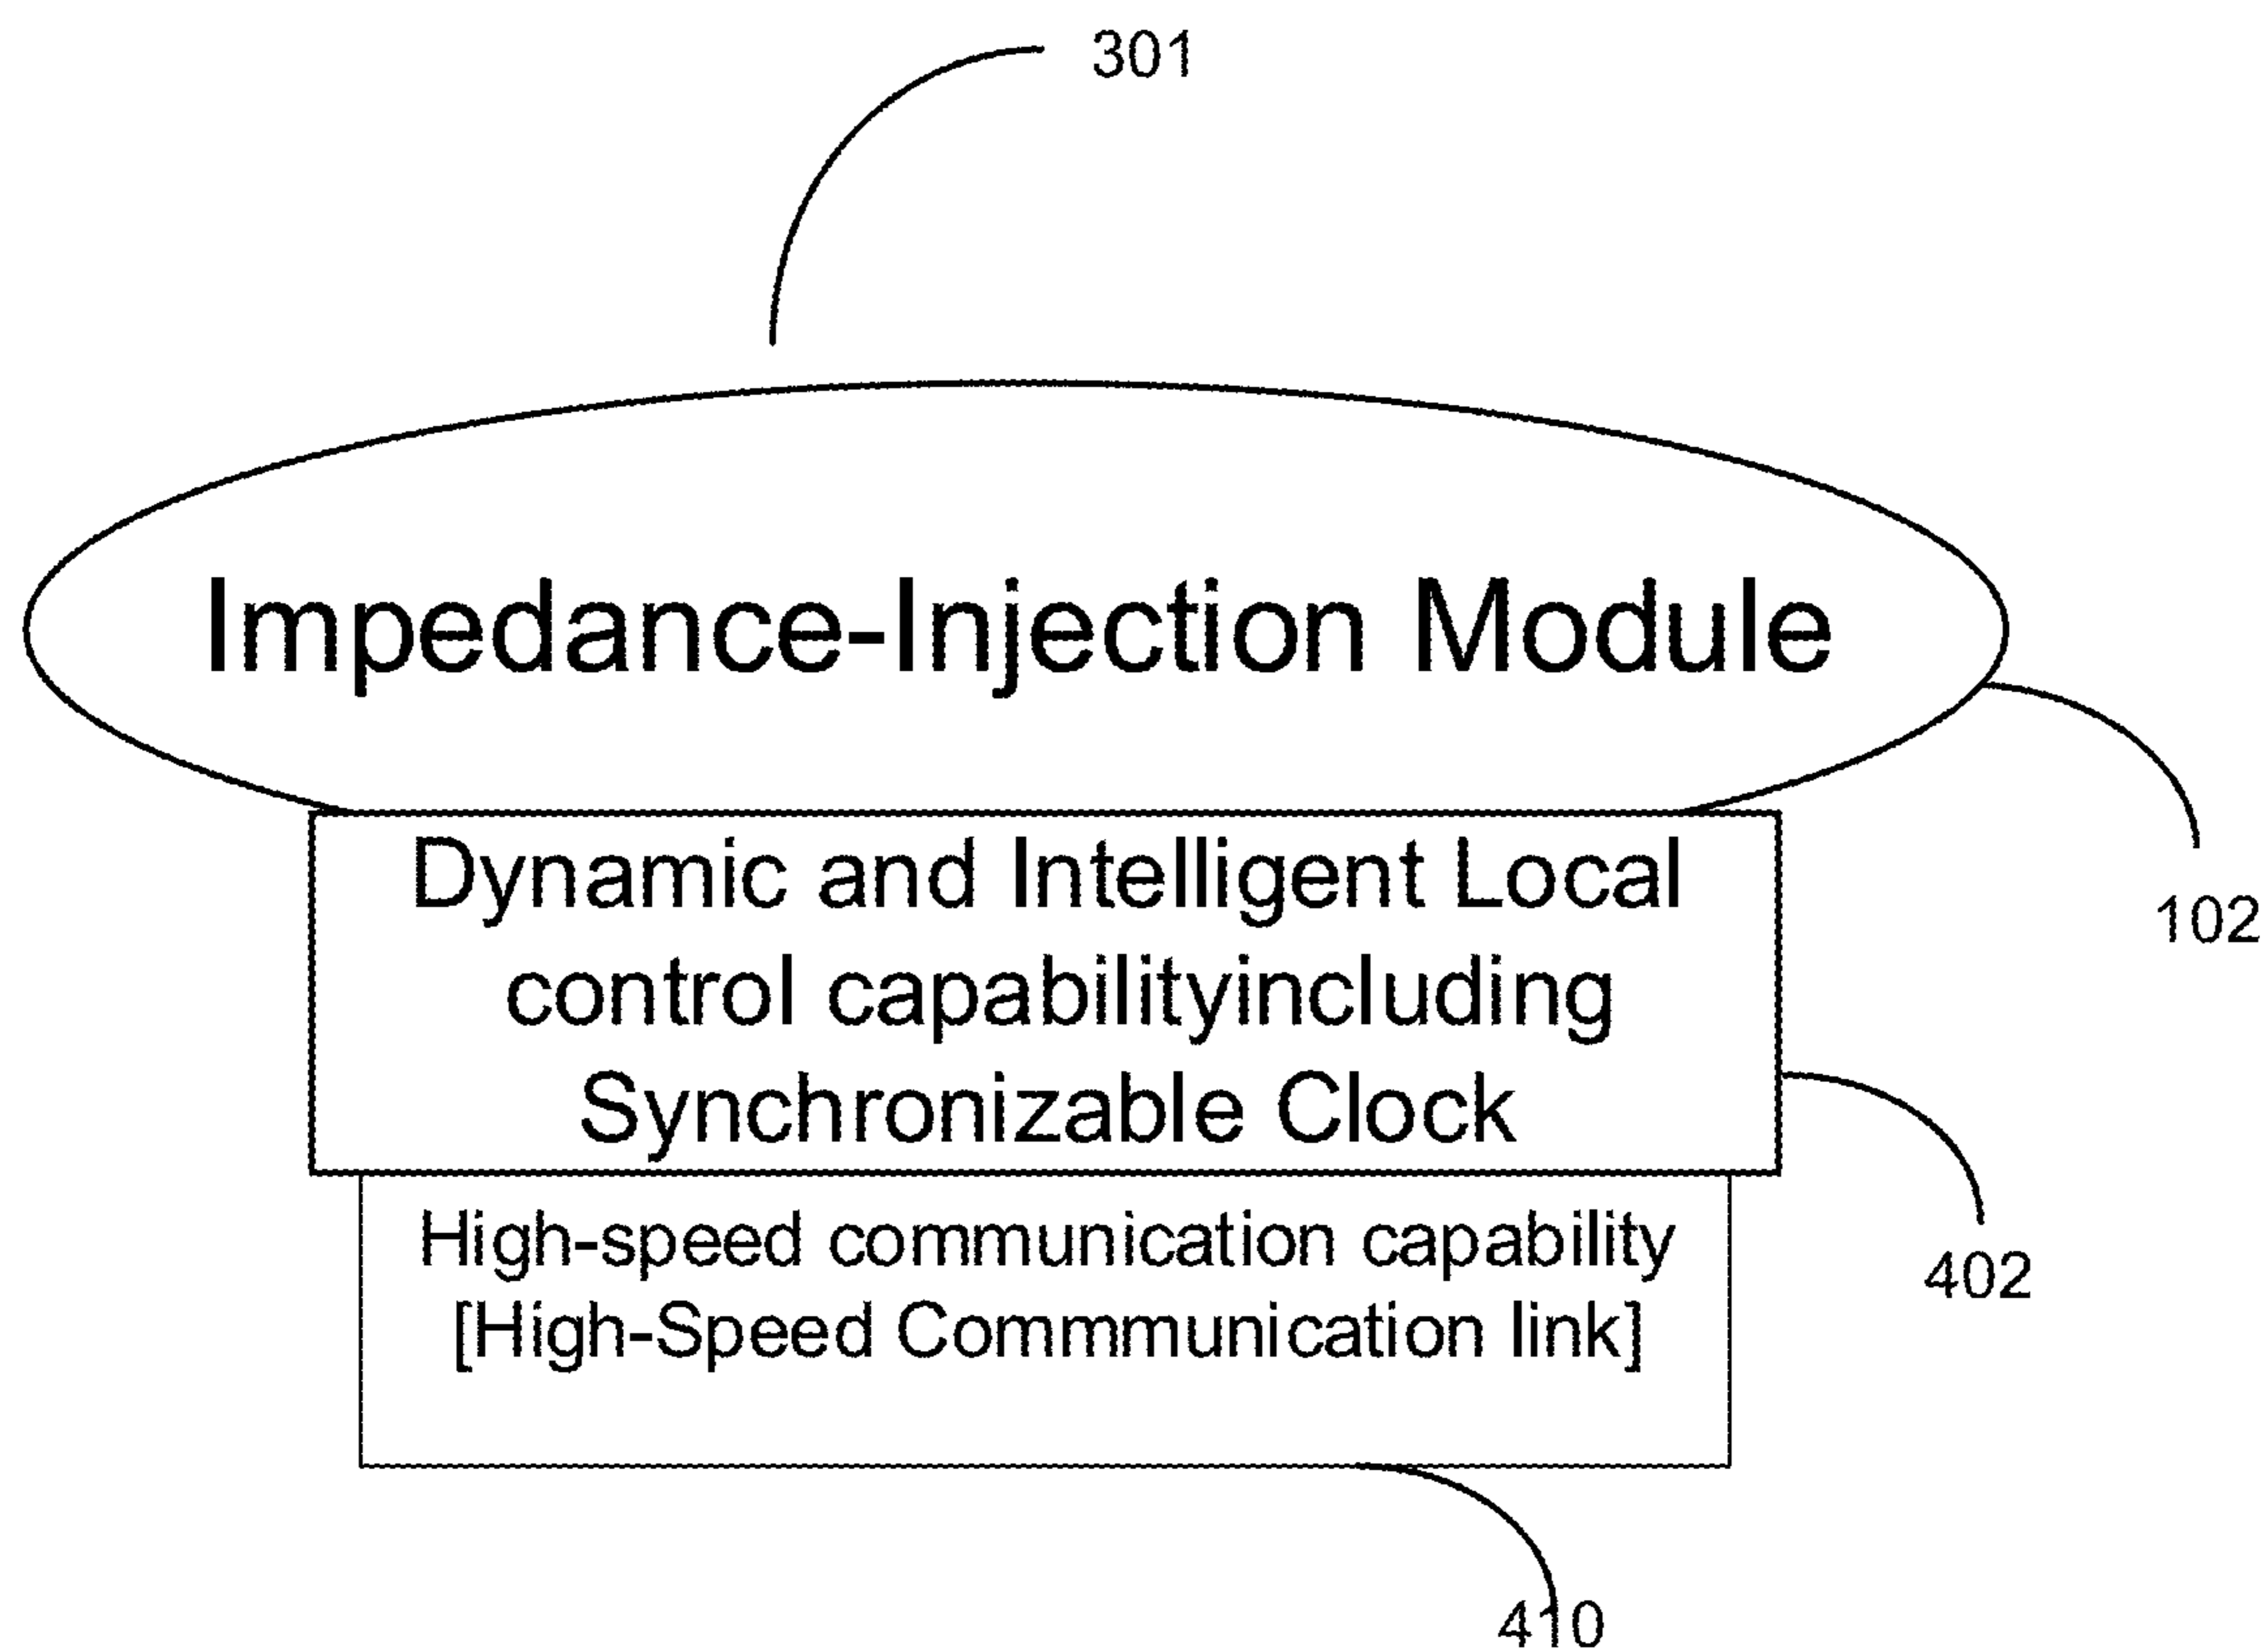 301
Impedance-Injection Module
102
Dynamic and Intelligent Local
control capabilityincluding
Synchronizable Clock
402
High-speed communication capability
[High-Speed Commmunication link]
410